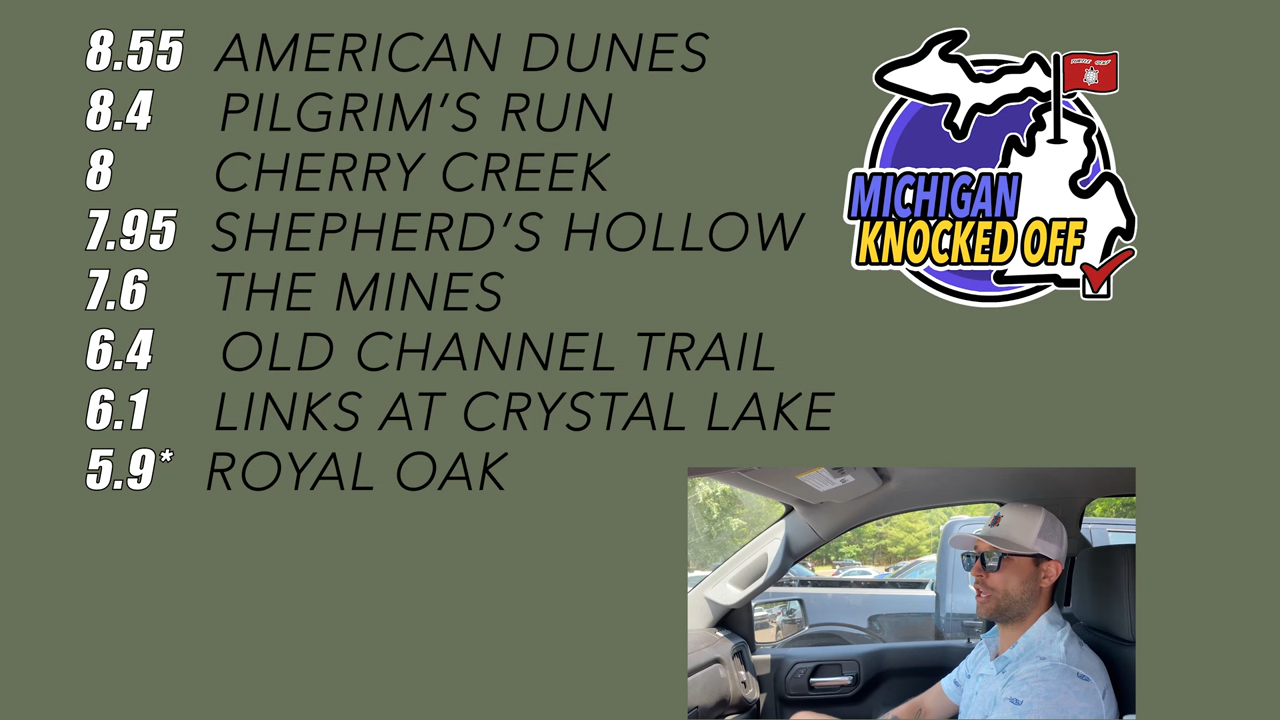 8.55 AMERICAN DUNES
8.4 PILGRIM'S RUN
8 CHERRY CREEK
7.95 SHEPHERD'S HOLLOW
7.6 THE MINES
6.4 OLD CHANNEL TRAIL
6.1 LINKS AT CRYSTAL LAKE
5.9* ROYAL OAK
MICHIGAN
KNOCKED OFF